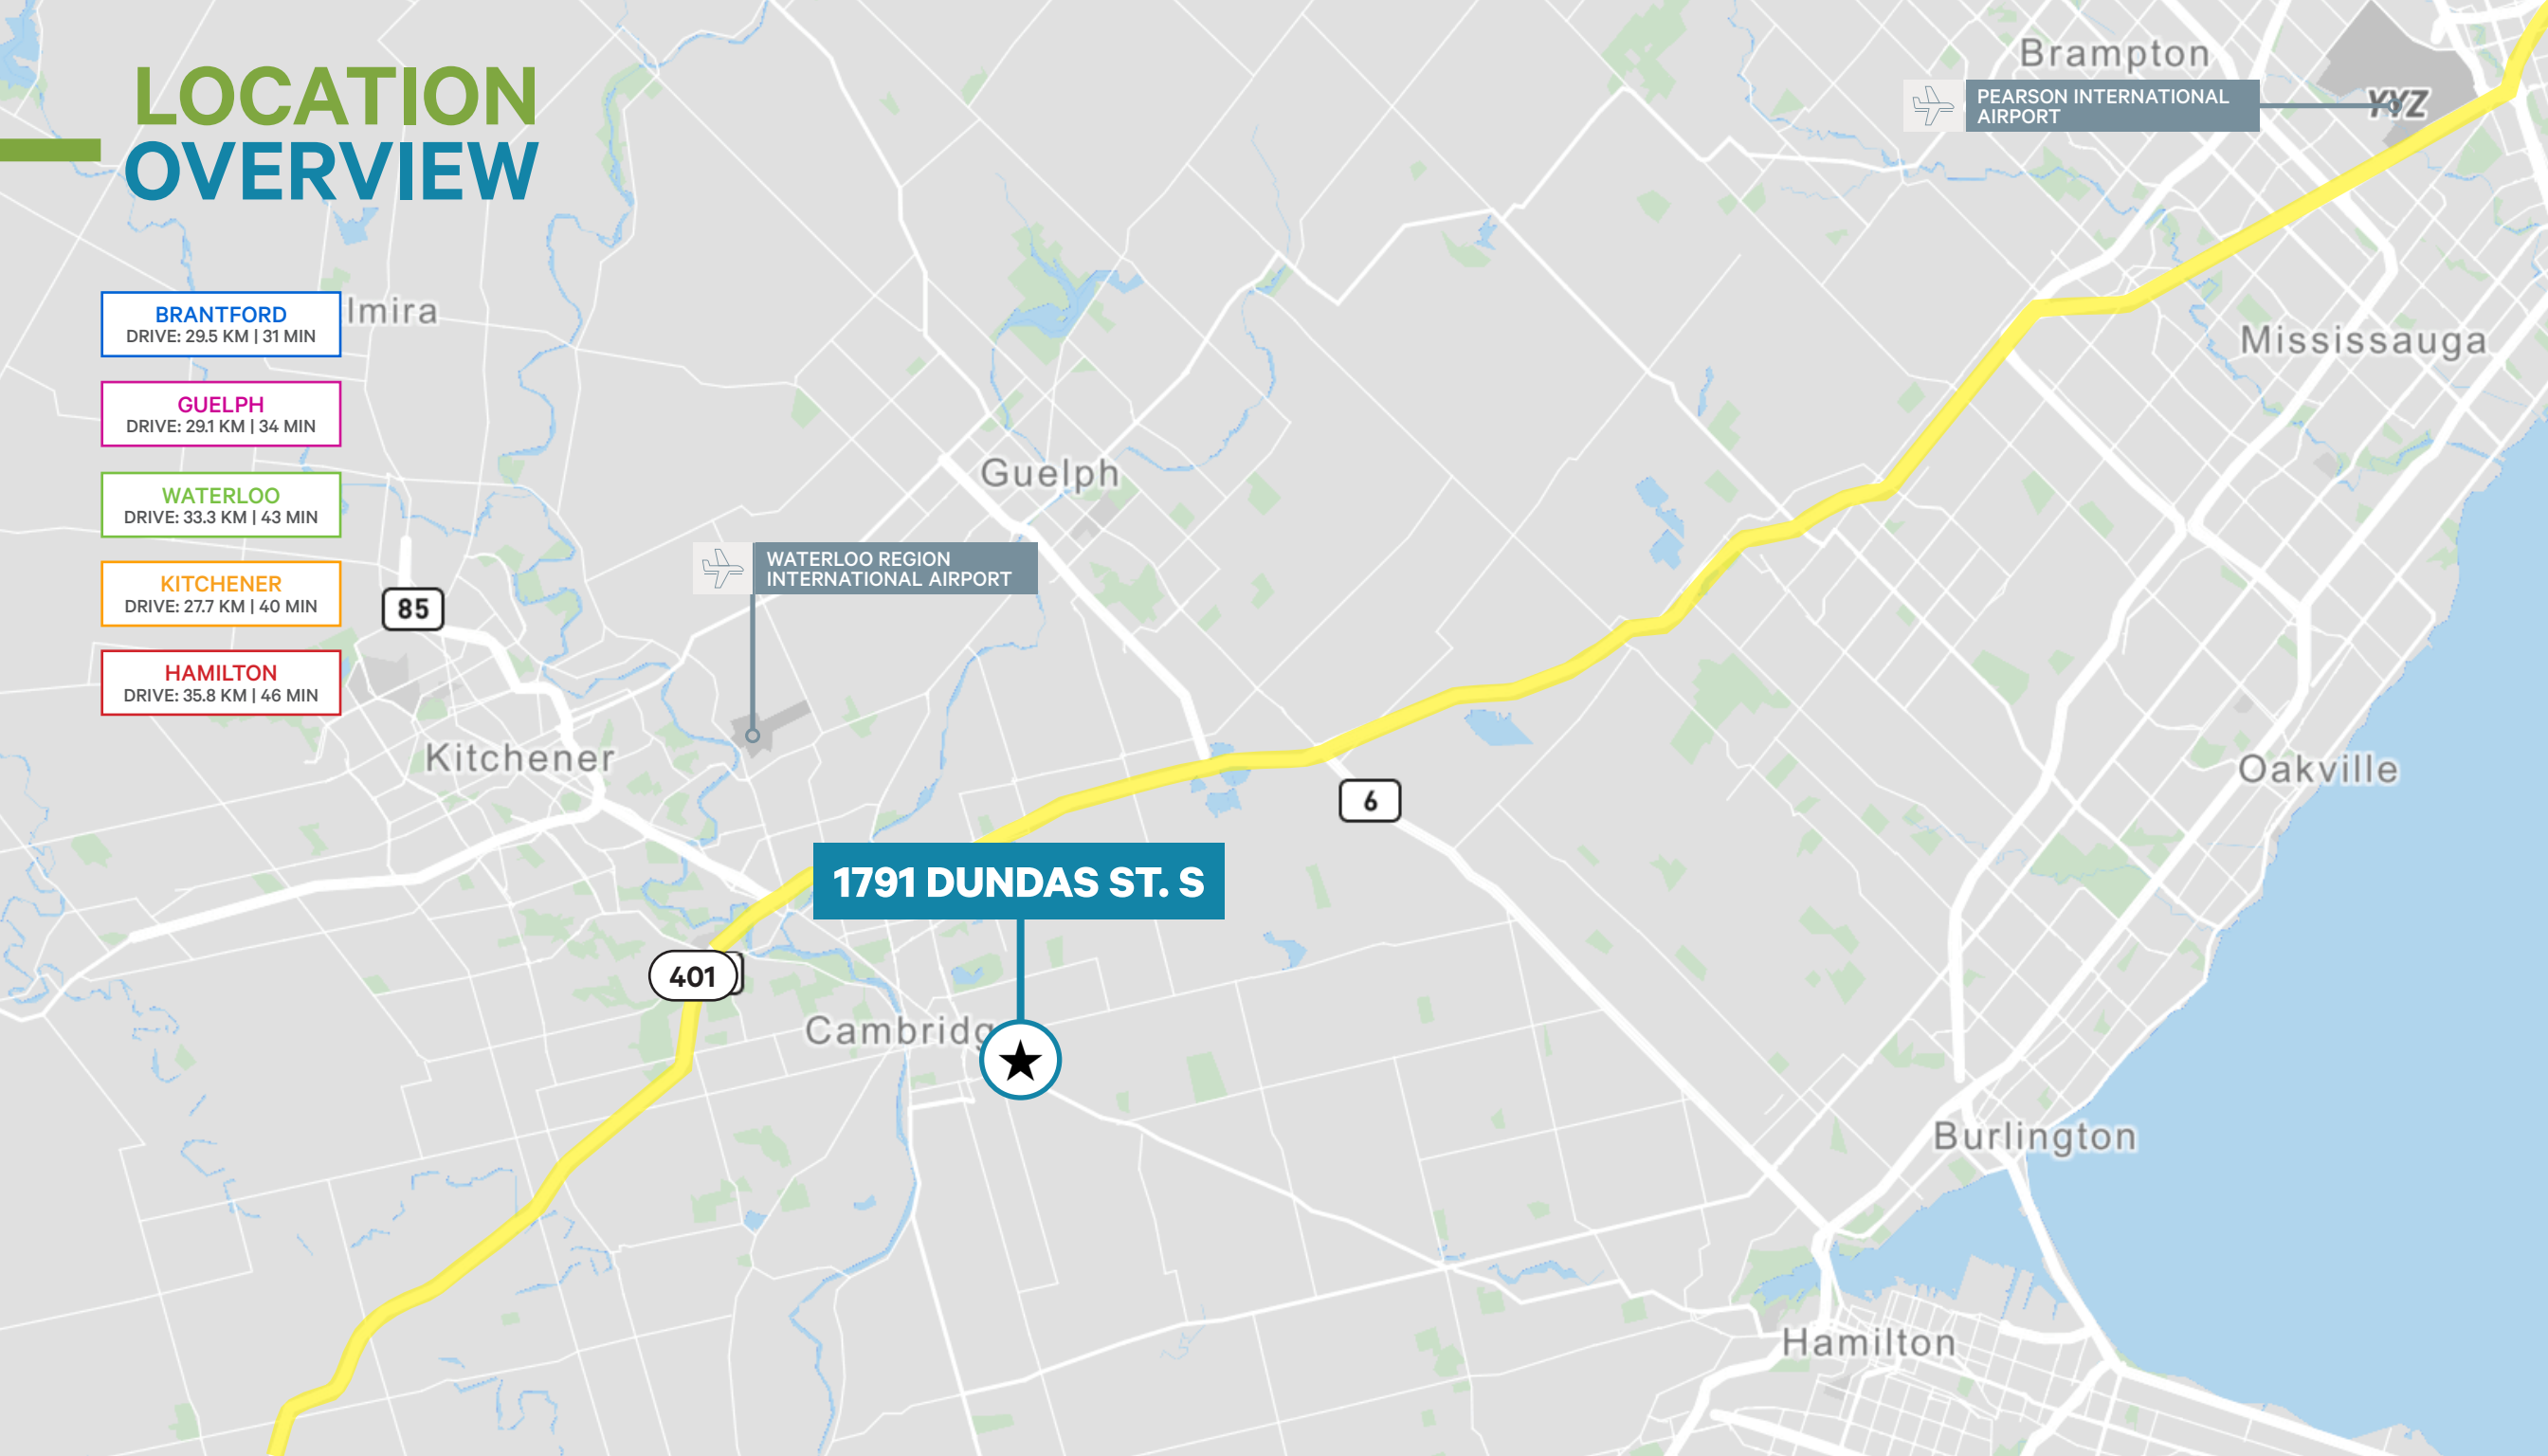 LOCATION
OVERVIEW
BRANTFORD
DRIVE: 29.5 KM | 31 MIN
GUELPH
DRIVE: 29.1 KM | 34 MIN
WATERLOO
DRIVE: 33.3 KM | 43 MIN
KITCHENER
DRIVE: 27.7 KM | 40 MIN
HAMILTON
DRIVE: 35.8 KM | 46 MIN
lmira
Brampton
PEARSON INTERNATIONAL
AIRPORT
YYZ
Mississauga
Guelph
WATERLOO REGION
INTERNATIONAL AIRPORT
85
Kitchener
6
Oakville
1791 DUNDAS ST. S
401
Cambridg
Burlington
Hamilton